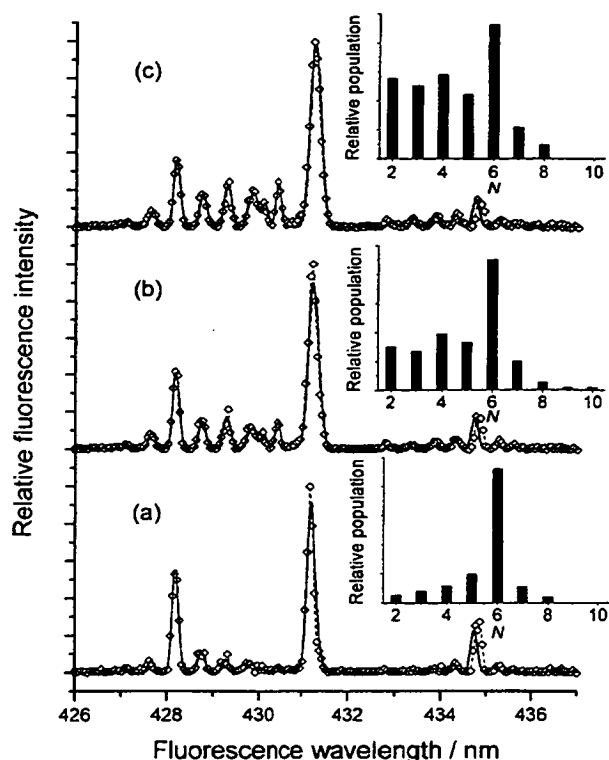 Relative fluorescence intensity
(c)
Relative population
2 4 6 8 10
N
(b)
Relative population
2 4 6 8 10
N
(a)
Relative population
2 4 6 8 10
N
426 428 430 432 434 436
Fluorescence wavelength / nm